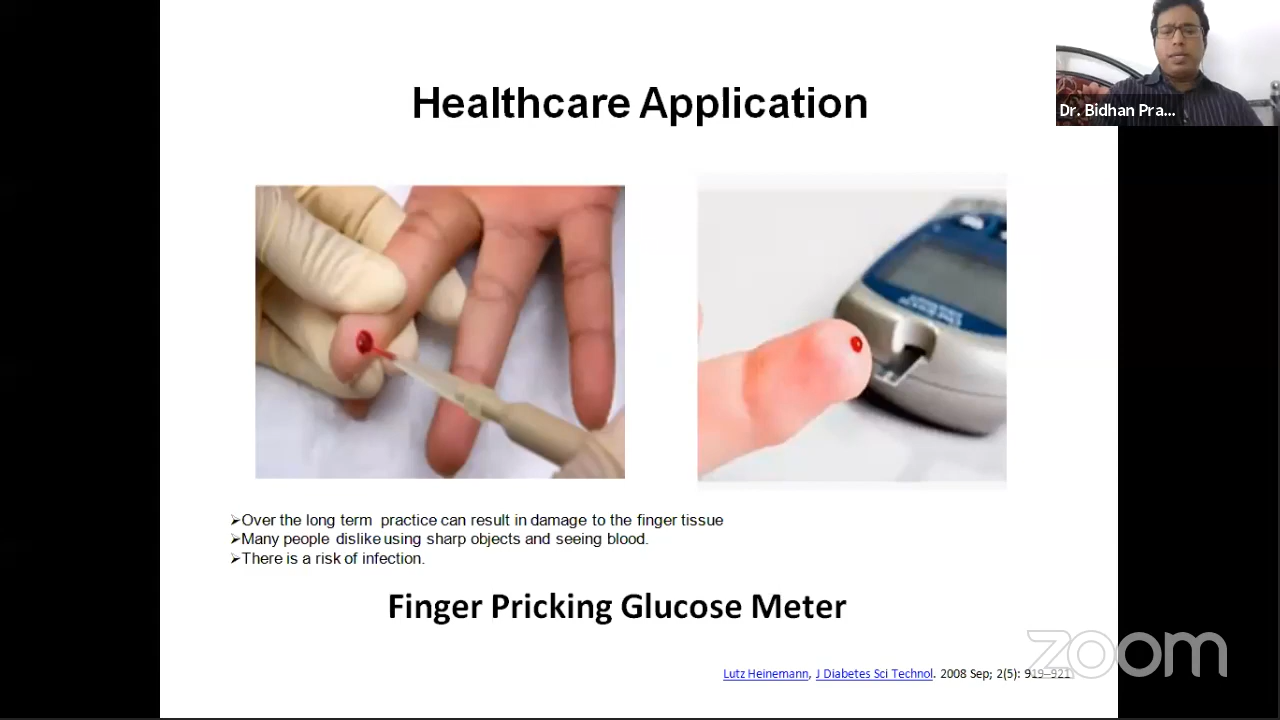 Healthcare Application
Dr. Bidhan Pra...
➢Over the long term practice can result in damage to the finger tissue
➢Many people dislike using sharp objects and seeing blood.
➢There is a risk of infection.
Finger Pricking Glucose Meter
Lutz Heinemann, J Diabetes Sci Technol. 2008 Sep; 2(5): 919–921
zoom